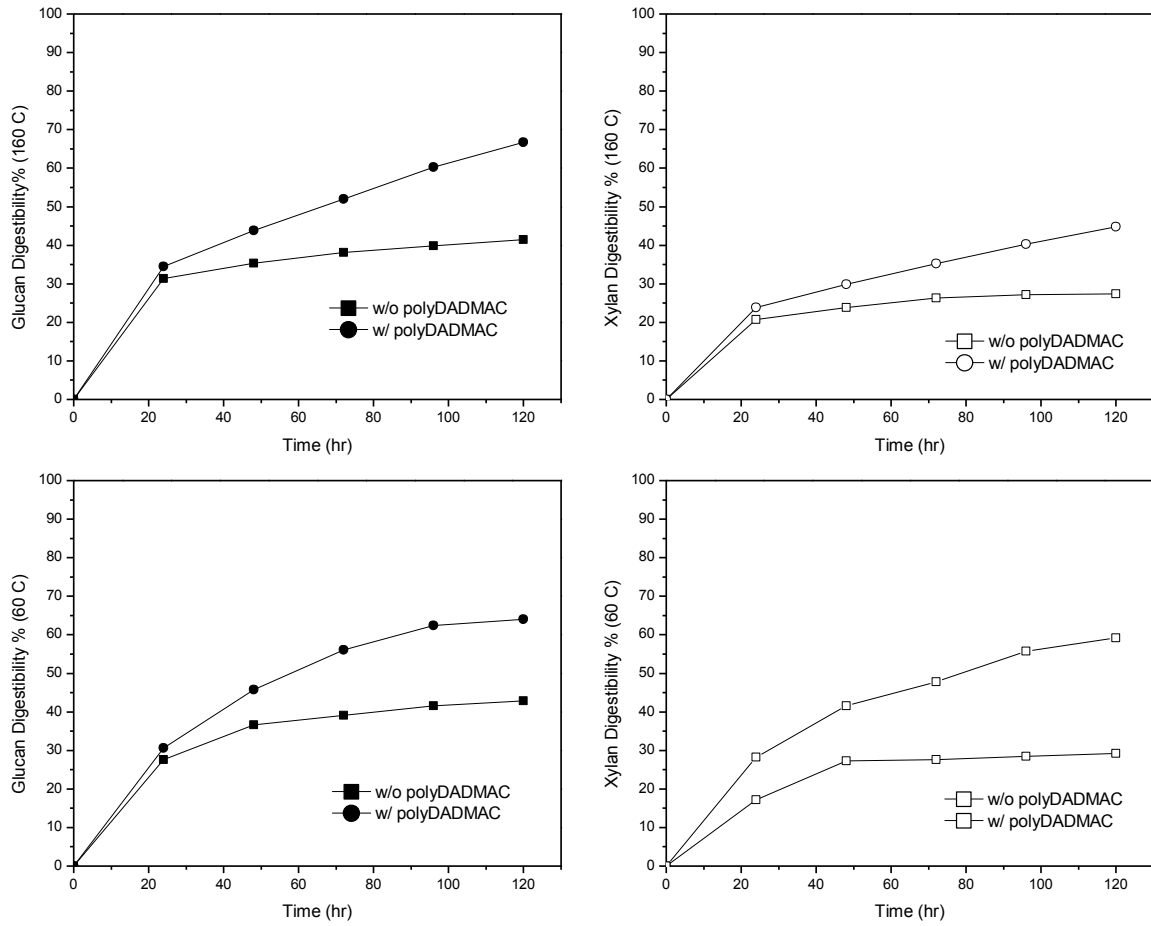 100
90
80
70
60
50
40
30
20
10
0
Glucan Digestibility% (160 C)
w/o polyDADMAC
w/ polyDADMAC
0 20 40 60 80 100 120
Time (hr)
100
90
80
70
60
50
40
30
20
10
0
Xylan Digestibility % (160 C)
w/o polyDADMAC
w/ polyDADMAC
0 20 40 60 80 100 120
Time (hr)
100
90
80
70
60
50
40
30
20
10
0
Glucan Digestibility % (60 C)
w/o polyDADMAC
w/ polyDADMAC
0 20 40 60 80 100 120
Time (hr)
100
90
80
70
60
50
40
30
20
10
0
Xylan Digestibility % (60 C)
w/o polyDADMAC
w/ polyDADMAC
0 20 40 60 80 100 120
Time (hr)